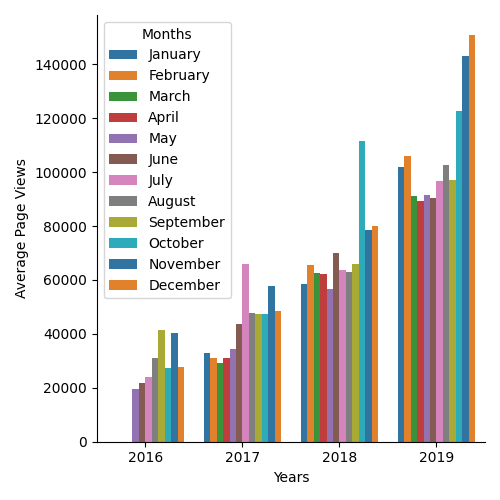 Months
January
February
March
April
May
June
July
August
September
October
November
December
140000
120000
100000
80000
60000
40000
20000
0
Average Page Views
2016 2017 2018 2019
Years